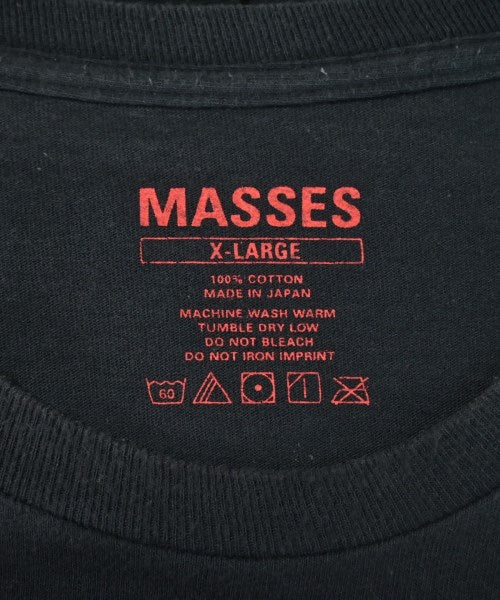 MASSES
X-LARGE
100% COTTON
MADE IN JAPAN
MACHINE WASH WARM
TUMBLE DRY LOW
DO NOT BLEACH
DO NOT IRON IMPRINT
60